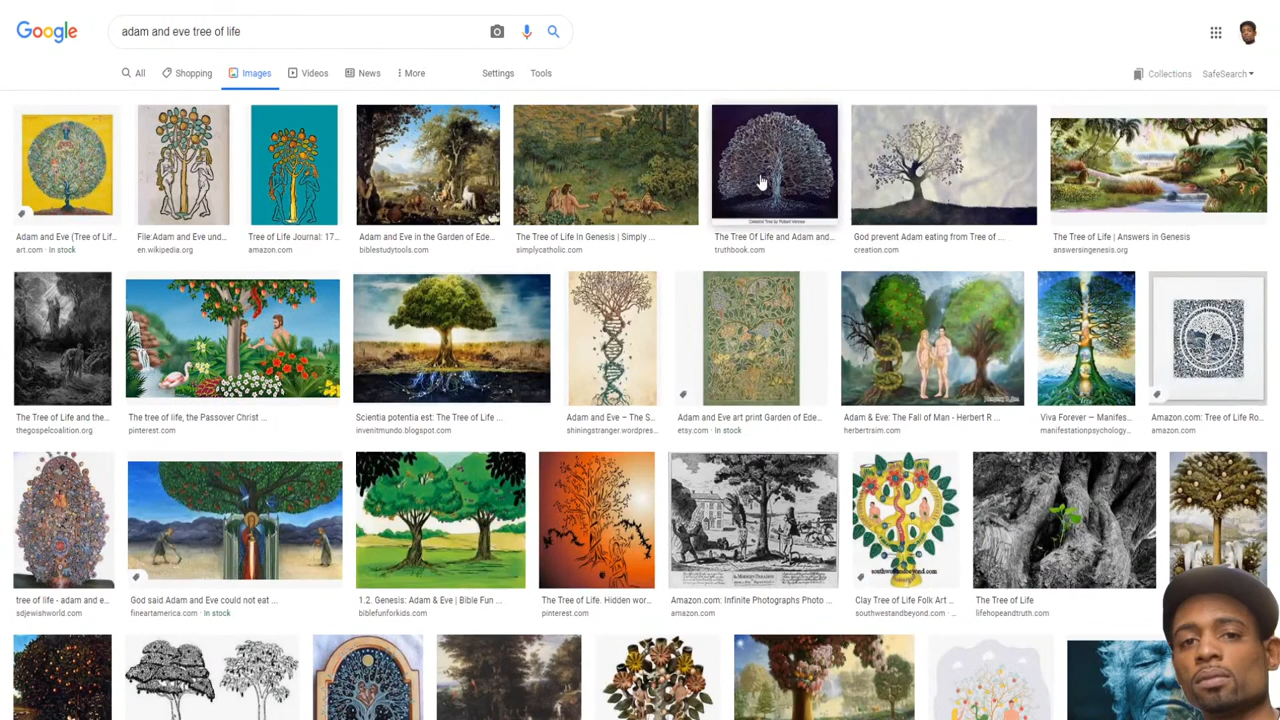 Google
adam and eve tree of life
All
Shopping
Images
Videos
News
More
Settings
Tools
Collections
SafeSearch
Celestial Tree by Robert Venosa
Adam and Eve (Tree of Lif...
art.com · In stock
File:Adam and Eve und...
en.wikipedia.org
Tree of Life Journal: 17...
amazon.com
Adam and Eve in the Garden of Ede...
biblestudytools.com
The Tree of Life In Genesis | Simply ...
simplycatholic.com
The Tree Of Life and Adam and...
truthbook.com
God prevent Adam eating from Tree of ...
creation.com
The Tree of Life | Answers in Genesis
answersingenesis.org
The Tree of Life and the...
thegospelcoalition.org
The tree of life, the Passover Christ ...
pinterest.com
Scientia potentia est: The Tree of Life ...
invenitmundo.blogspot.com
Adam and Eve – The S...
shiningstranger.wordpres...
Adam and Eve art print Garden of Ede...
etsy.com · In stock
Adam & Eve: The Fall of Man - Herbert R ...
herbertrsim.com
Viva Forever — Manifes...
manifestationpsychology...
Amazon.com: Tree of Life Ro...
amazon.com
southwestandbeyond.com
tree of life - adam and e...
sdjewishworld.com
God said Adam and Eve could not eat ...
fineartamerica.com · In stock
1.2. Genesis: Adam & Eve | Bible Fun ...
biblefunforkids.com
The Tree of Life. Hidden wor...
pinterest.com
Amazon.com: Infinite Photographs Photo ...
amazon.com
Clay Tree of Life Folk Art ...
southwestandbeyond.com · ...
The Tree of Life
lifehopeandtruth.com